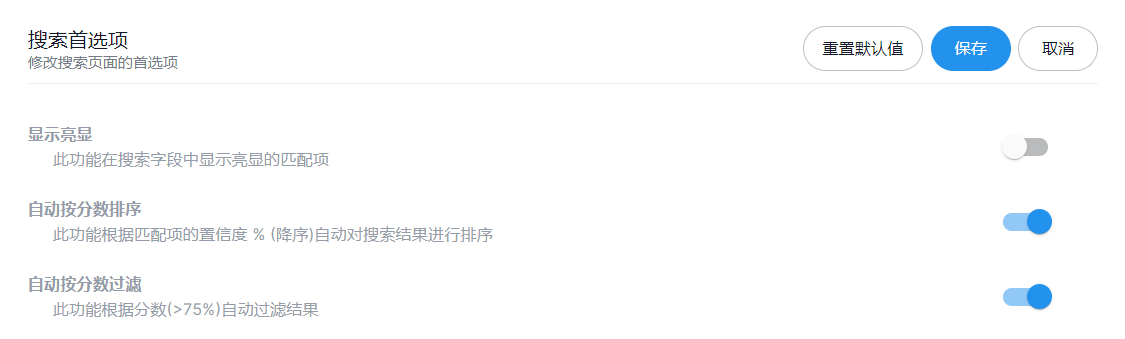 搜索首选项
修改搜索页面的首选项
重置默认值
保存
取消
显示亮显
此功能在搜索字段中显示亮显的匹配项
自动按分数排序
此功能根据匹配项的置信度 % (降序)自动对搜索结果进行排序
自动按分数过滤
此功能根据分数(>75%)自动过滤结果